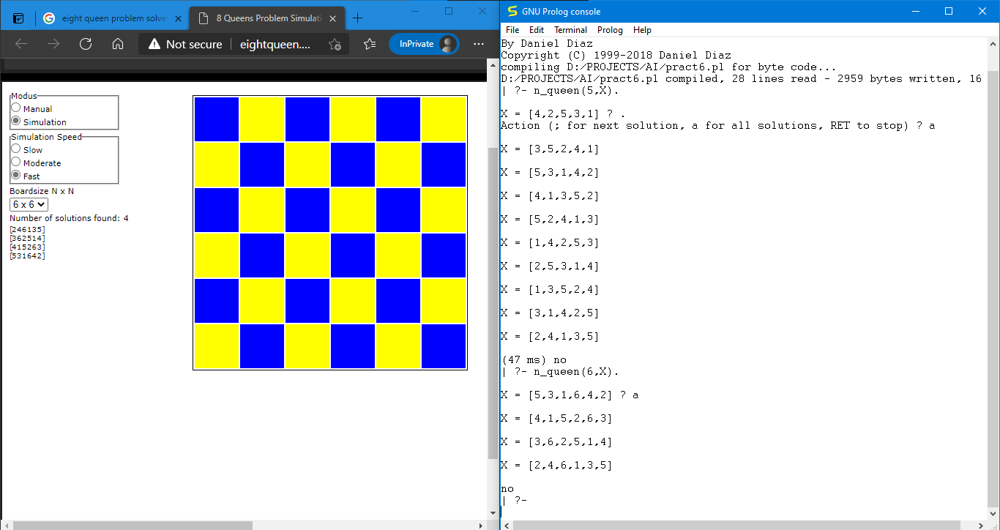 eight queen problem solver
8 Queens Problem Simulati
Not secure
eightqueen....
InPrivate
Modus
Manual
Simulation
Simulation Speed
Slow
Moderate
Fast
Boardsize N x N
6 x 6
Number of solutions found: 4
[246135]
[362514]
[415263]
[531642]
GNU Prolog console
File Edit Terminal Prolog Help
By Daniel Diaz
Copyright (C) 1999-2018 Daniel Diaz
compiling D:/PROJECTS/AI/pract6.pl for byte code...
D:/PROJECTS/AI/pract6.pl compiled, 28 lines read - 2959 bytes written, 16
| ?- n_queen(5,X).
X = [4,2,5,3,1] ? .
Action (; for next solution, a for all solutions, RET to stop) ? a
X = [3,5,2,4,1]
X = [5,3,1,4,2]
X = [4,1,3,5,2]
X = [5,2,4,1,3]
X = [1,4,2,5,3]
X = [2,5,3,1,4]
X = [1,3,5,2,4]
X = [3,1,4,2,5]
X = [2,4,1,3,5]
(47 ms) no
| ?- n_queen(6,X).
X = [5,3,1,6,4,2] ? a
X = [4,1,5,2,6,3]
X = [3,6,2,5,1,4]
X = [2,4,6,1,3,5]
no
| ?-